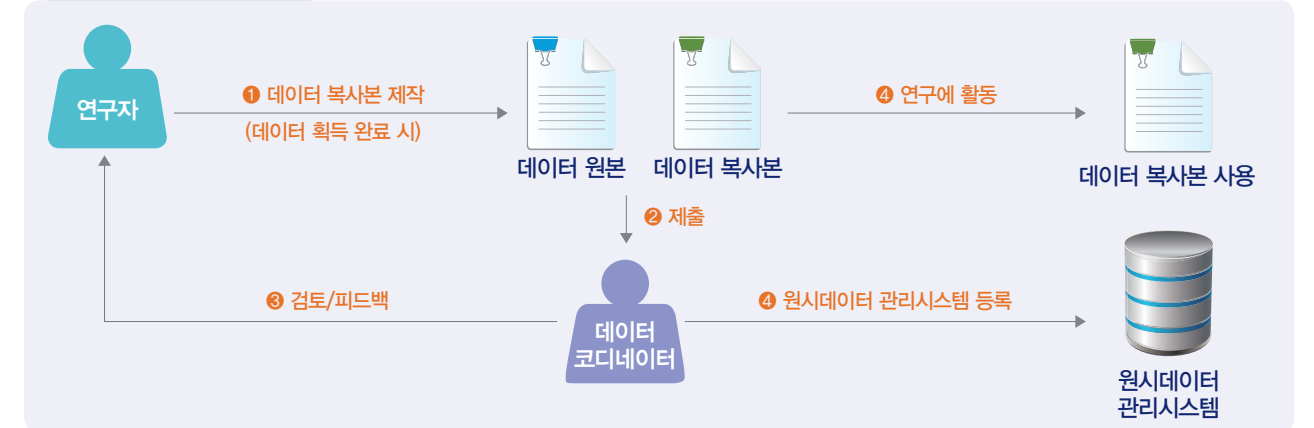 연구자
❶ 데이터 복사본 제작
(데이터 획득 완료 시)
데이터 원본
데이터 복사본
❹ 연구에 활동
데이터 복사본 사용
❷ 제출
❸ 검토/피드백
데이터
코디네이터
❹ 원시데이터 관리시스템 등록
원시데이터
관리시스템